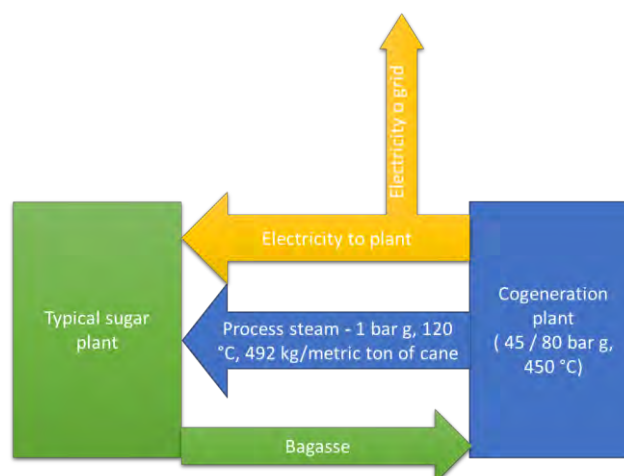 Electricity o grid
Electricity to plant
Typical sugar
plant
Process steam - 1 bar g, 120
°C, 492 kg/metric ton of cane
Cogeneration
plant
( 45 / 80 bar g,
450 °C)
Bagasse